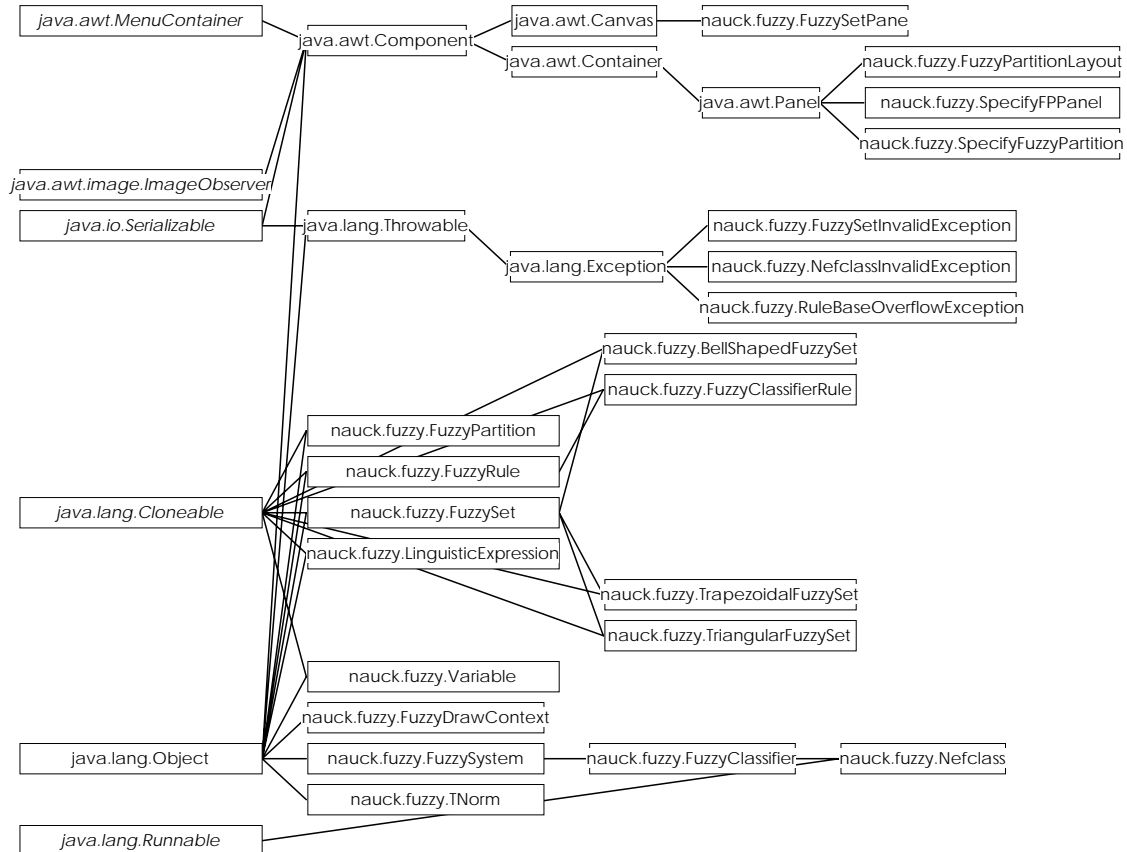 java.awt.MenuContainer
java.awt.Canvas
nauck.fuzzy.FuzzySetPane
java.awt.Component
java.awt.Container
nauck.fuzzy.FuzzyPartitionLayout
java.awt.Panel
nauck.fuzzy.SpecifyFPPanel
nauck.fuzzy.SpecifyFuzzyPartition
java.awt.image.ImageObserver
java.io.Serializable
java.lang.Throwable
nauck.fuzzy.FuzzySetInvalidException
java.lang.Exception
nauck.fuzzy.NefclassInvalidException
nauck.fuzzy.RuleBaseOverflowException
nauck.fuzzy.BellShapedFuzzySet
nauck.fuzzy.FuzzyClassifierRule
nauck.fuzzy.FuzzyPartition
nauck.fuzzy.FuzzyRule
java.lang.Cloneable
nauck.fuzzy.FuzzySet
nauck.fuzzy.LinguisticExpression
nauck.fuzzy.TrapezoidalFuzzySet
nauck.fuzzy.TriangularFuzzySet
nauck.fuzzy.Variable
nauck.fuzzy.FuzzyDrawContext
java.lang.Object
nauck.fuzzy.FuzzySystem
nauck.fuzzy.FuzzyClassifier
nauck.fuzzy.Nefclass
nauck.fuzzy.TNorm
java.lang.Runnable